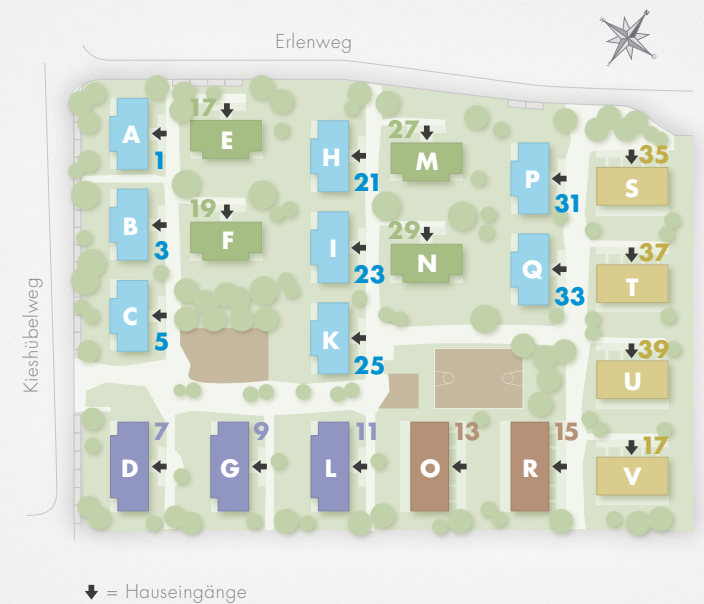 Erlenweg
Kieshübelweg
A
1
17
E
H
21
27
M
P
31
35
S
B
3
19
F
I
23
29
N
Q
33
37
T
C
5
K
25
39
U
D
7
G
9
L
11
O
13
R
15
V
17
= Hauseingänge